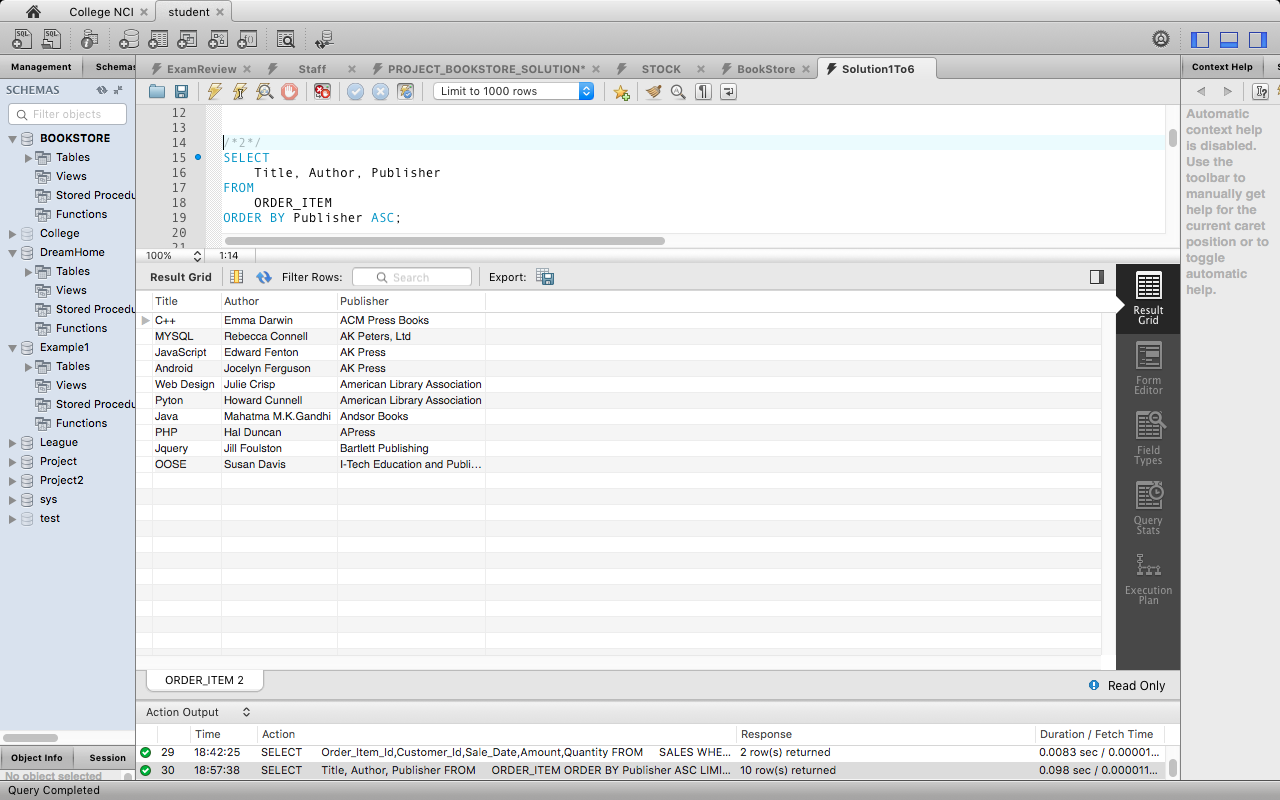 College NCI
student
Management
Schemas
ExamReview
Staff
PROJECT_BOOKSTORE_SOLUTION*
STOCK
BookStore
Solution1To6
Context Help
SCHEMAS
Filter objects
Limit to 1000 rows
BOOKSTORE
Tables
Views
Stored Procedu
Functions
College
DreamHome
Tables
Views
Stored Procedu
Functions
Example1
Tables
Views
Stored Procedu
Functions
League
Project
Project2
sys
test
12
13
14 /*2*/
15 SELECT
16 Title, Author, Publisher
17 FROM
18 ORDER_ITEM
19 ORDER BY Publisher ASC;
20
21
100% 1:14
Automatic
context help
is disabled.
Use the
toolbar to
manually get
help for the
current caret
position or to
toggle
automatic
help.
Result Grid Filter Rows: Search Export:
Title Author Publisher
C++ Emma Darwin ACM Press Books
MYSQL Rebecca Connell AK Peters, Ltd
JavaScript Edward Fenton AK Press
Android Jocelyn Ferguson AK Press
Web Design Julie Crisp American Library Association
Pyton Howard Cunnell American Library Association
Java Mahatma M.K.Gandhi Andsor Books
PHP Hal Duncan APress
Jquery Jill Foulston Bartlett Publishing
OOSE Susan Davis I-Tech Education and Publi...
Result
Grid
Form
Editor
Field
Types
Query
Stats
Execution
Plan
ORDER_ITEM 2
Read Only
Action Output
Time Action Response Duration / Fetch Time
29 18:42:25 SELECT Order_Item_Id,Customer_Id,Sale_Date,Amount,Quantity FROM SALES WHE... 2 row(s) returned 0.0083 sec / 0.00001...
30 18:57:38 SELECT Title, Author, Publisher FROM ORDER_ITEM ORDER BY Publisher ASC LIMI... 10 row(s) returned 0.098 sec / 0.000011...
Object Info
Session
No object selected
Query Completed